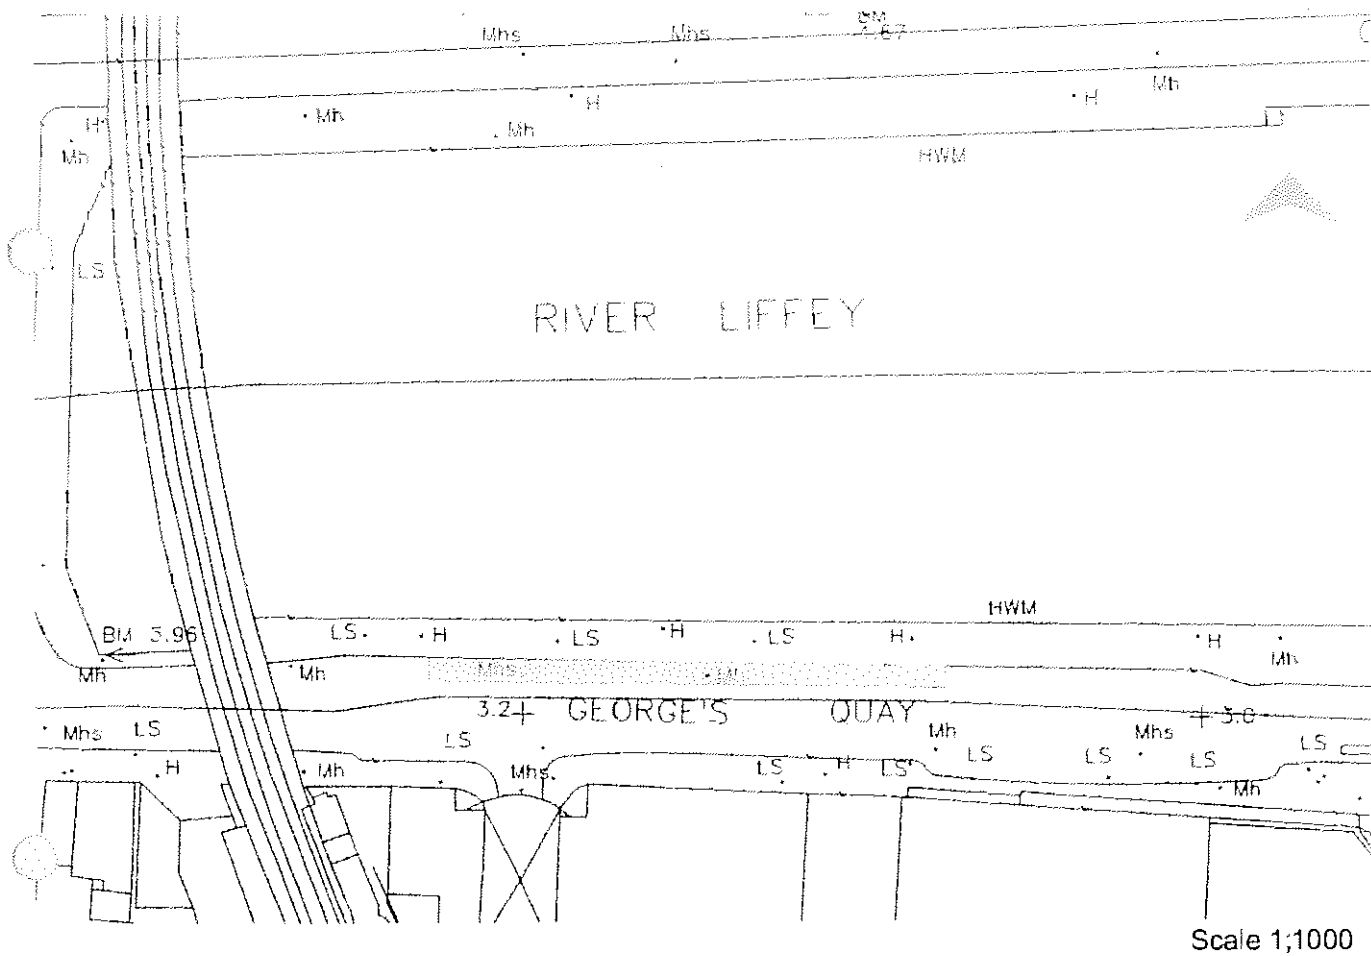 BM
Mhs Mhs
Mh
H H
Mh
Mh
H
Mh
HWM
LS
RIVER LIFFEY
HWM
BM 3.96 LS H LS H LS H H
Mh
Mh Mh Mhs
3.2 GEORGE'S QUAY
Mhs LS LS Mh LS LS Mhs LS LS
H Mh Mhs LS H LS Mh
Scale 1;1000